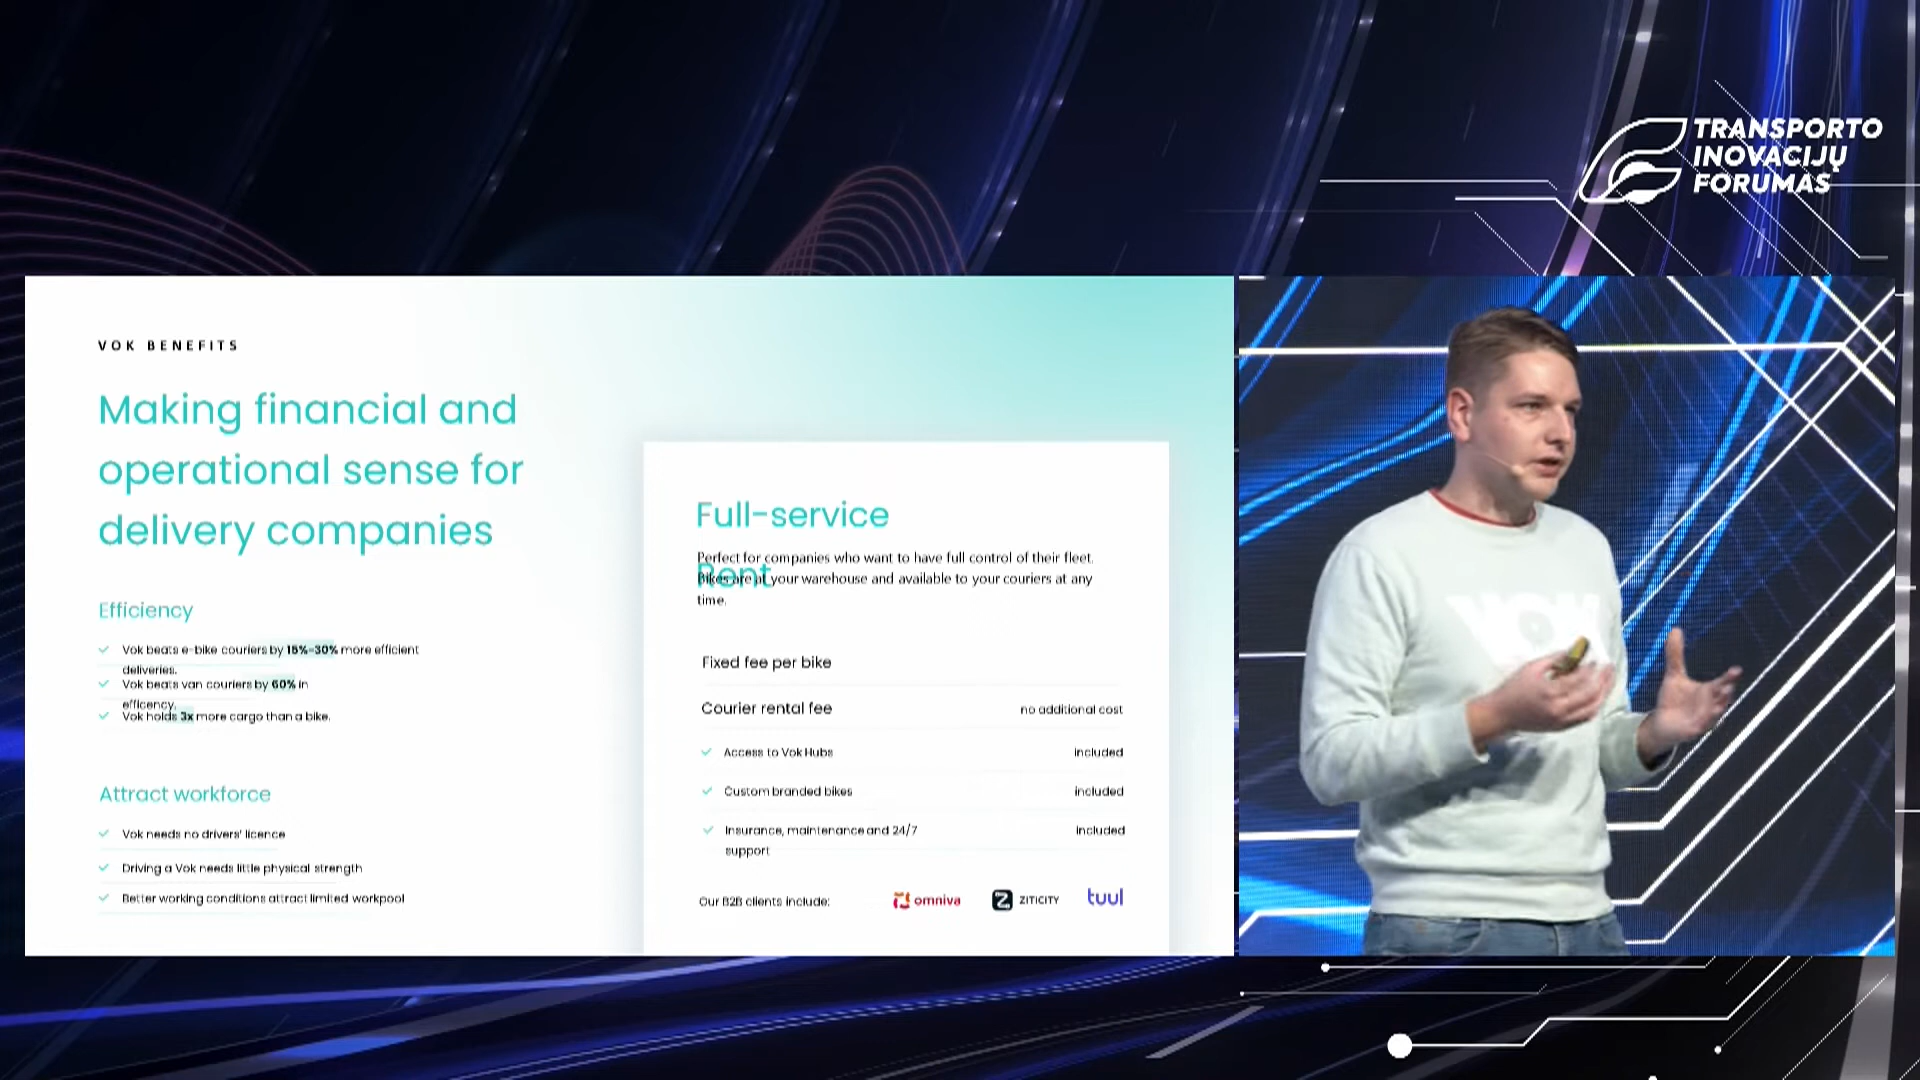 TRANSPORTO
INOVACIJŲ
FORUMAS
VOK BENEFITS
Making financial and
operational sense for
delivery companies
Efficiency
Vok beats e-bike couriers by 15%-30% more efficient
deliveries.
Vok beats van couriers by 60% in
efficency.
Vok holds 3x more cargo than a bike.
Attract workforce
Vok needs no drivers' licence
Driving a Vok needs little physical strength
Better working conditions attract limited workpool
Full-service
Rent
Perfect for companies who want to have full control of their fleet.
Bikes are at your warehouse and available to your couriers at any
time.
Fixed fee per bike
Courier rental fee no additional cost
Access to Vok Hubs included
Custom branded bikes included
Insurance, maintenance and 24/7 included
support
Our B2B clients include: omniva ZITICITY tuul
VOK